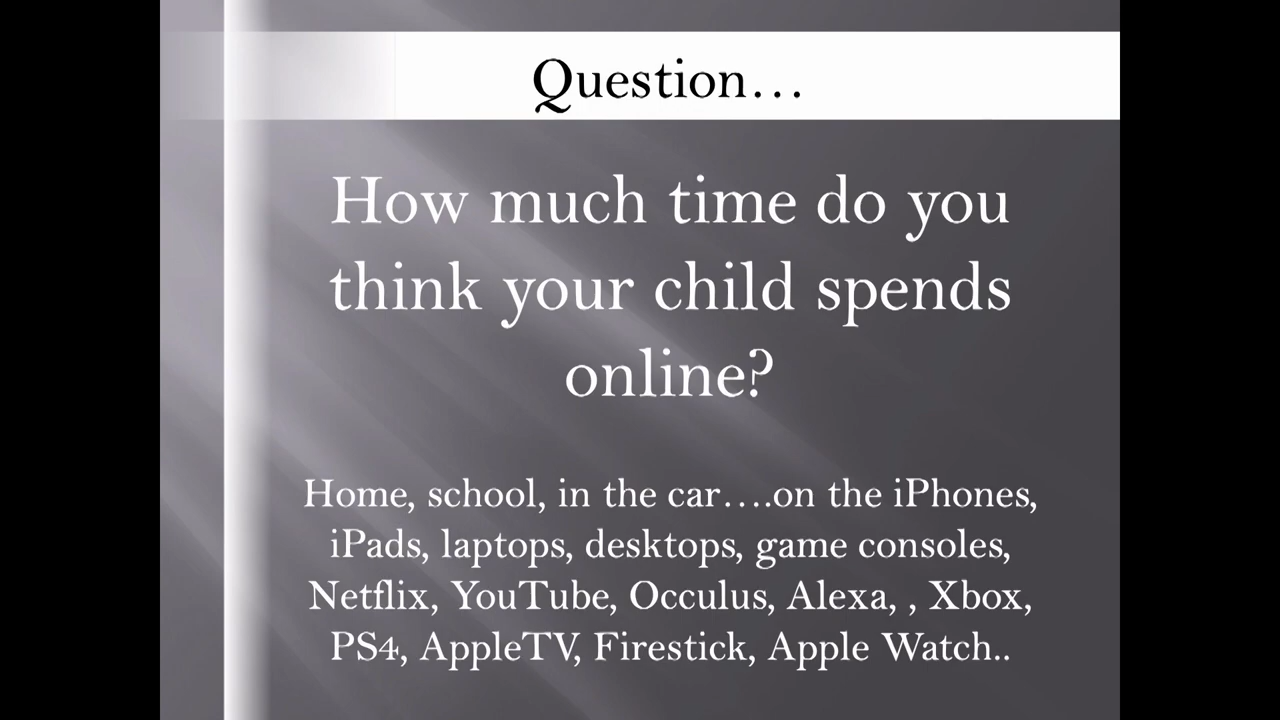 Question...
How much time do you
think your child spends
online?
Home, school, in the car....on the iPhones,
iPads, laptops, desktops, game consoles,
Netflix, YouTube, Occulus, Alexa, , Xbox,
PS4, AppleTV, Firestick, Apple Watch..